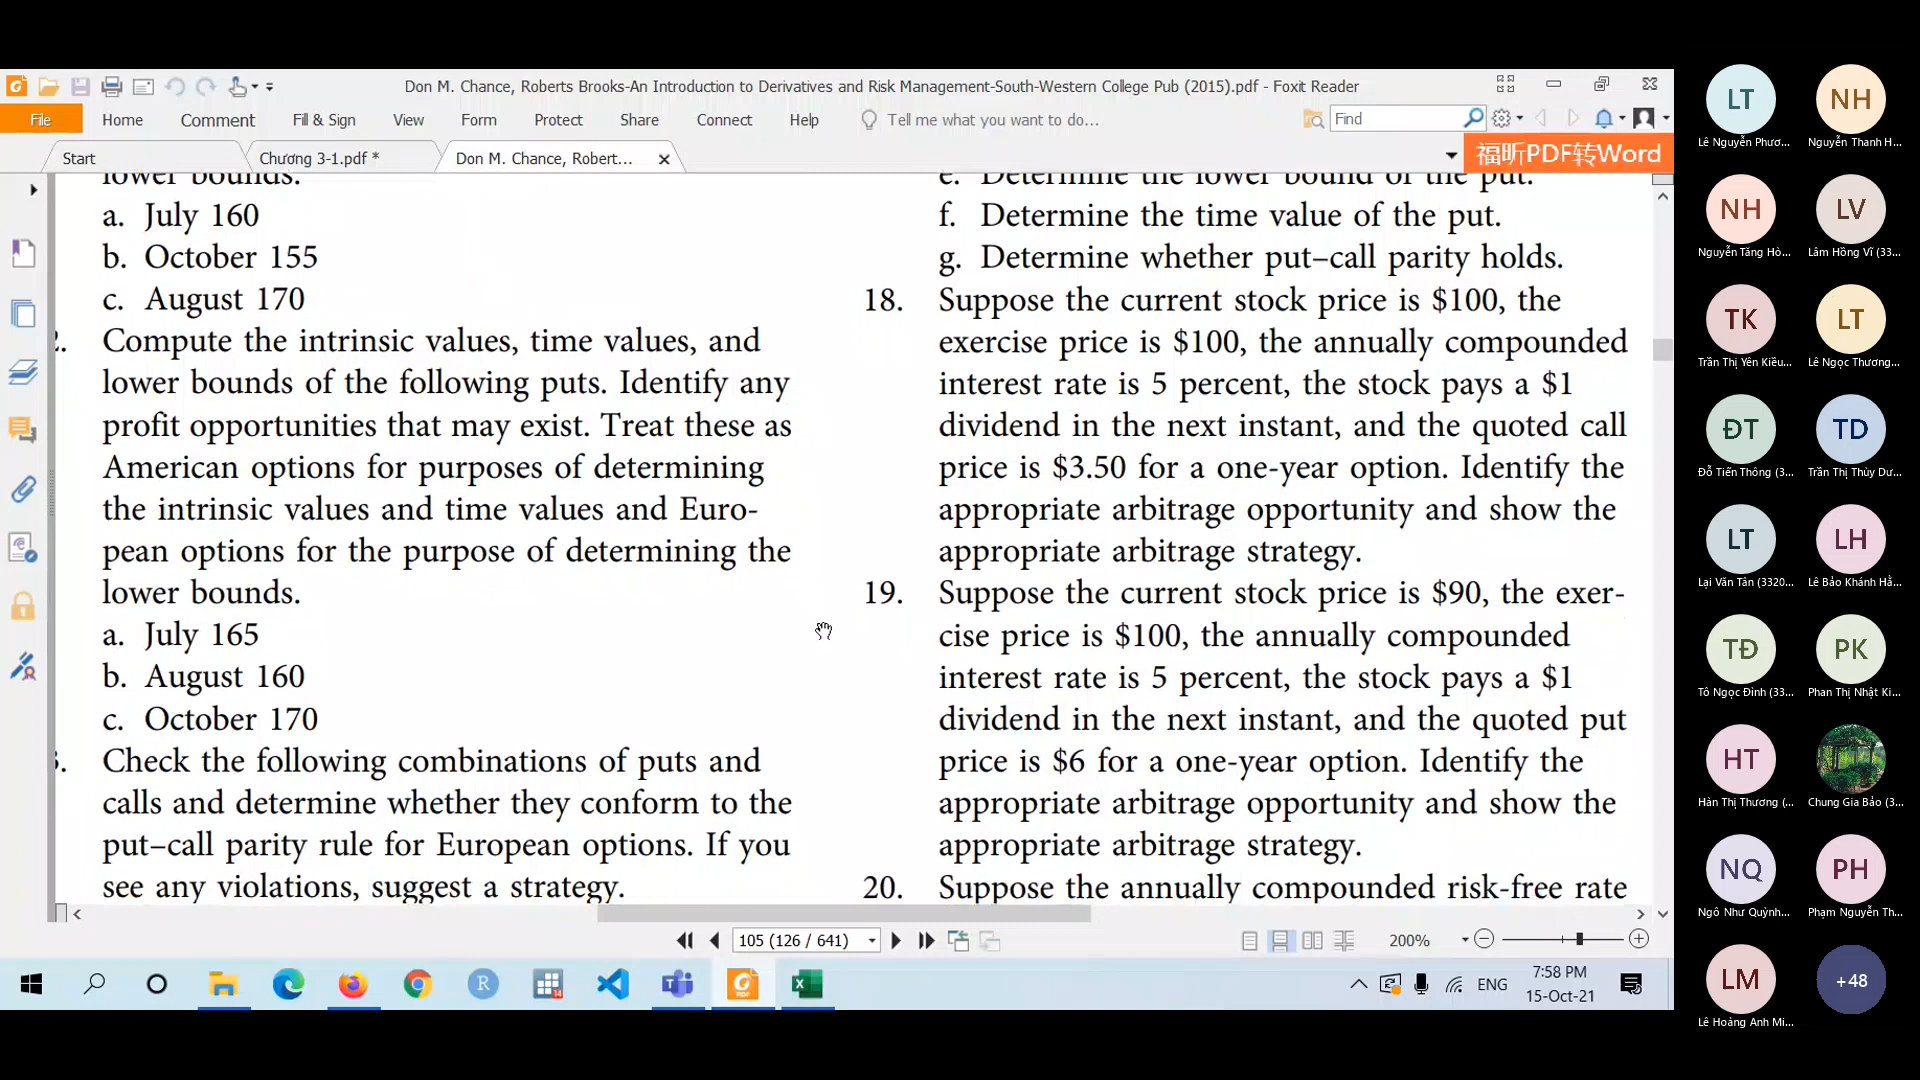 Don M. Chance, Roberts Brooks-An Introduction to Derivatives and Risk Management-South-Western College Pub (2015).pdf - Foxit Reader
File Home Comment Fill & Sign View Form Protect Share Connect Help Tell me what you want to do... Find
Start Chương 3-1.pdf * Don M. Chance, Robert... 福昕PDF转Word
lower bounds.
a. July 160
b. October 155
c. August 170
2. Compute the intrinsic values, time values, and
lower bounds of the following puts. Identify any
profit opportunities that may exist. Treat these as
American options for purposes of determining
the intrinsic values and time values and Euro-
pean options for the purpose of determining the
lower bounds.
a. July 165
b. August 160
c. October 170
3. Check the following combinations of puts and
calls and determine whether they conform to the
put–call parity rule for European options. If you
see any violations, suggest a strategy.
e. Determine the lower bound of the put.
f. Determine the time value of the put.
g. Determine whether put–call parity holds.
18. Suppose the current stock price is $100, the
exercise price is $100, the annually compounded
interest rate is 5 percent, the stock pays a $1
dividend in the next instant, and the quoted call
price is $3.50 for a one-year option. Identify the
appropriate arbitrage opportunity and show the
appropriate arbitrage strategy.
19. Suppose the current stock price is $90, the exer-
cise price is $100, the annually compounded
interest rate is 5 percent, the stock pays a $1
dividend in the next instant, and the quoted put
price is $6 for a one-year option. Identify the
appropriate arbitrage opportunity and show the
appropriate arbitrage strategy.
20. Suppose the annually compounded risk-free rate
105 (126 / 641) 200%
ENG 7:58 PM
15-Oct-21
LT NH
Lê Nguyễn Phươ... Nguyễn Thanh H...
NH LV
Nguyễn Tăng Hò... Lâm Hồng Vĩ (33...
TK LT
Trần Thị Yên Kiều... Lê Ngọc Thương...
ĐT TD
Đỗ Tiến Thông (3... Trần Thị Thùy Dư...
LT LH
Lại Văn Tân (3320... Lê Bảo Khánh Hằ...
TĐ PK
Tô Ngọc Đình (33... Phan Thị Nhật Ki...
HT
Hàn Thị Thương (... Chung Gia Bảo (3...
NQ PH
Ngô Như Quỳnh... Phạm Nguyễn Th...
LM +48
Lê Hoàng Anh Mi...